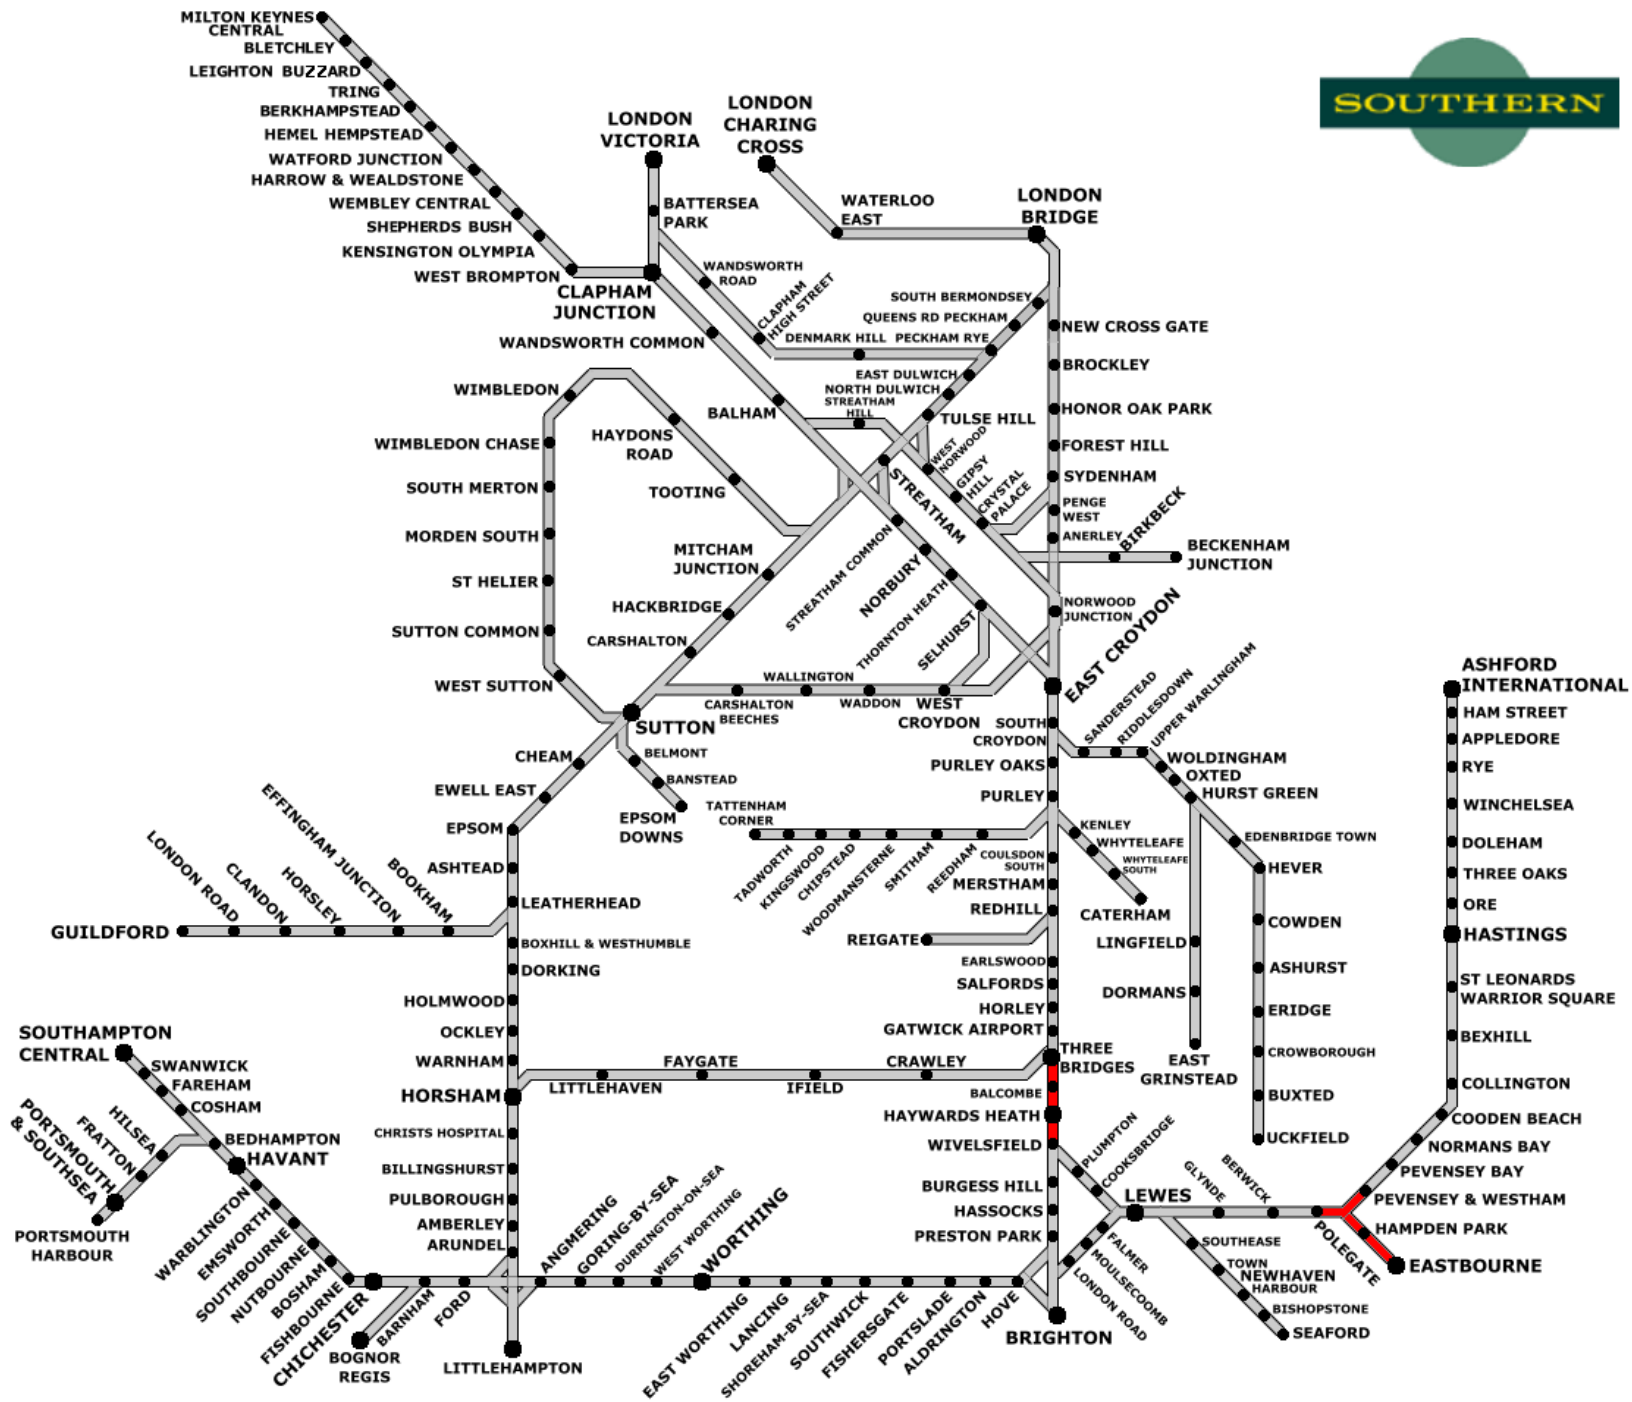 MILTON KEYNES
CENTRAL
BLETCHLEY
LEIGHTON BUZZARD
TRING
BERKHAMPSTEAD
HEMEL HEMPSTEAD
WATFORD JUNCTION
HARROW & WEALDSTONE
WEMBLEY CENTRAL
SHEPHERDS BUSH
KENSINGTON OLYMPIA
WEST BROMPTON
CLAPHAM
JUNCTION
LONDON
VICTORIA
BATTERSEA
PARK
LONDON
CHARING
CROSS
WATERLOO
EAST
LONDON
BRIDGE
SOUTHERN
WANDSWORTH
ROAD
CLAPHAM
HIGH STREET
DENMARK HILL
PECKHAM RYE
SOUTH BERMONDSEY
QUEENS RD PECKHAM
EAST DULWICH
NORTH DULWICH
STREATHAM
HILL
TULSE HILL
WANDSWORTH COMMON
BALHAM
NEW CROSS GATE
BROCKLEY
HONOR OAK PARK
FOREST HILL
SYDENHAM
PENGE
WEST
ANERLEY
BIRKBECK
BECKENHAM
JUNCTION
NORWOOD
JUNCTION
WEST
NORWOOD
GIPSY
HILL
CRYSTAL
PALACE
STREATHAM
STREATHAM COMMON
NORBURY
THORNTON HEATH
SELHURST
EAST CROYDON
WIMBLEDON
WIMBLEDON CHASE
SOUTH MERTON
MORDEN SOUTH
ST HELIER
SUTTON COMMON
WEST SUTTON
HAYDONS
ROAD
TOOTING
MITCHAM
JUNCTION
HACKBRIDGE
CARSHALTON
SUTTON
CARSHALTON
BEECHES
WALLINGTON
WADDON
WEST
CROYDON
BELMONT
BANSTEAD
EPSOM
DOWNS
CHEAM
EWELL EAST
EPSOM
ASHTEAD
LEATHERHEAD
BOXHILL & WESTHUMBLE
DORKING
HOLMWOOD
OCKLEY
WARNHAM
HORSHAM
GUILDFORD
LONDON ROAD
CLANDON
HORSLEY
EFFINGHAM JUNCTION
BOOKHAM
SOUTH
CROYDON
PURLEY OAKS
PURLEY
TATTENHAM
CORNER
TADWORTH
KINGSWOOD
CHIPSTEAD
WOODMANSTERNE
SMITHAM
REEDHAM
COULSDON
SOUTH
MERSTHAM
REDHILL
REIGATE
EARLSWOOD
SALFORDS
HORLEY
GATWICK AIRPORT
THREE
BRIDGES
KENLEY
WHYTELEAFE
WHYTELEAFE
SOUTH
CATERHAM
SANDERSTEAD
RIDDLESDOWN
UPPER WARLINGHAM
WOLDINGHAM
OXTED
HURST GREEN
EDENBRIDGE TOWN
HEVER
COWDEN
ASHURST
ERIDGE
CROWBOROUGH
BUXTED
UCKFIELD
LINGFIELD
DORMANS
EAST
GRINSTEAD
ASHFORD
INTERNATIONAL
HAM STREET
APPLEDORE
RYE
WINCHELSEA
DOLEHAM
THREE OAKS
ORE
HASTINGS
ST LEONARDS
WARRIOR SQUARE
BEXHILL
COLLINGTON
COODEN BEACH
NORMANS BAY
PEVENSEY BAY
PEVENSEY & WESTHAM
HAMPDEN PARK
EASTBOURNE
POLEGATE
BERWICK
GLYNDE
LEWES
COOKSBRIDGE
PLUMPTON
SOUTHEASE
TOWN
NEWHAVEN
HARBOUR
BISHOPSTONE
SEAFORD
FALMER
MOULSECOOMB
LONDON ROAD
BRIGHTON
LITTLEHAVEN
FAYGATE
IFIELD
CRAWLEY
BALCOMBE
HAYWARDS HEATH
WIVELSFIELD
BURGESS HILL
HASSOCKS
PRESTON PARK
CHRISTS HOSPITAL
BILLINGSHURST
PULBOROUGH
AMBERLEY
ARUNDEL
LITTLEHAMPTON
SOUTHAMPTON
CENTRAL
SWANWICK
FAREHAM
COSHAM
BEDHAMPTON
HAVANT
HILSEA
FRATTON
PORTSMOUTH
& SOUTHSEA
PORTSMOUTH
HARBOUR
WARBLINGTON
EMSWORTH
SOUTHBOURNE
NUTBOURNE
BOSHAM
FISHBOURNE
CHICHESTER
BOGNOR
REGIS
BARNHAM
FORD
ANGMERING
GORING-BY-SEA
DURRINGTON-ON-SEA
WEST WORTHING
WORTHING
EAST WORTHING
LANCING
SHOREHAM-BY-SEA
SOUTHWICK
FISHERSGATE
PORTSLADE
ALDRINGTON
HOVE